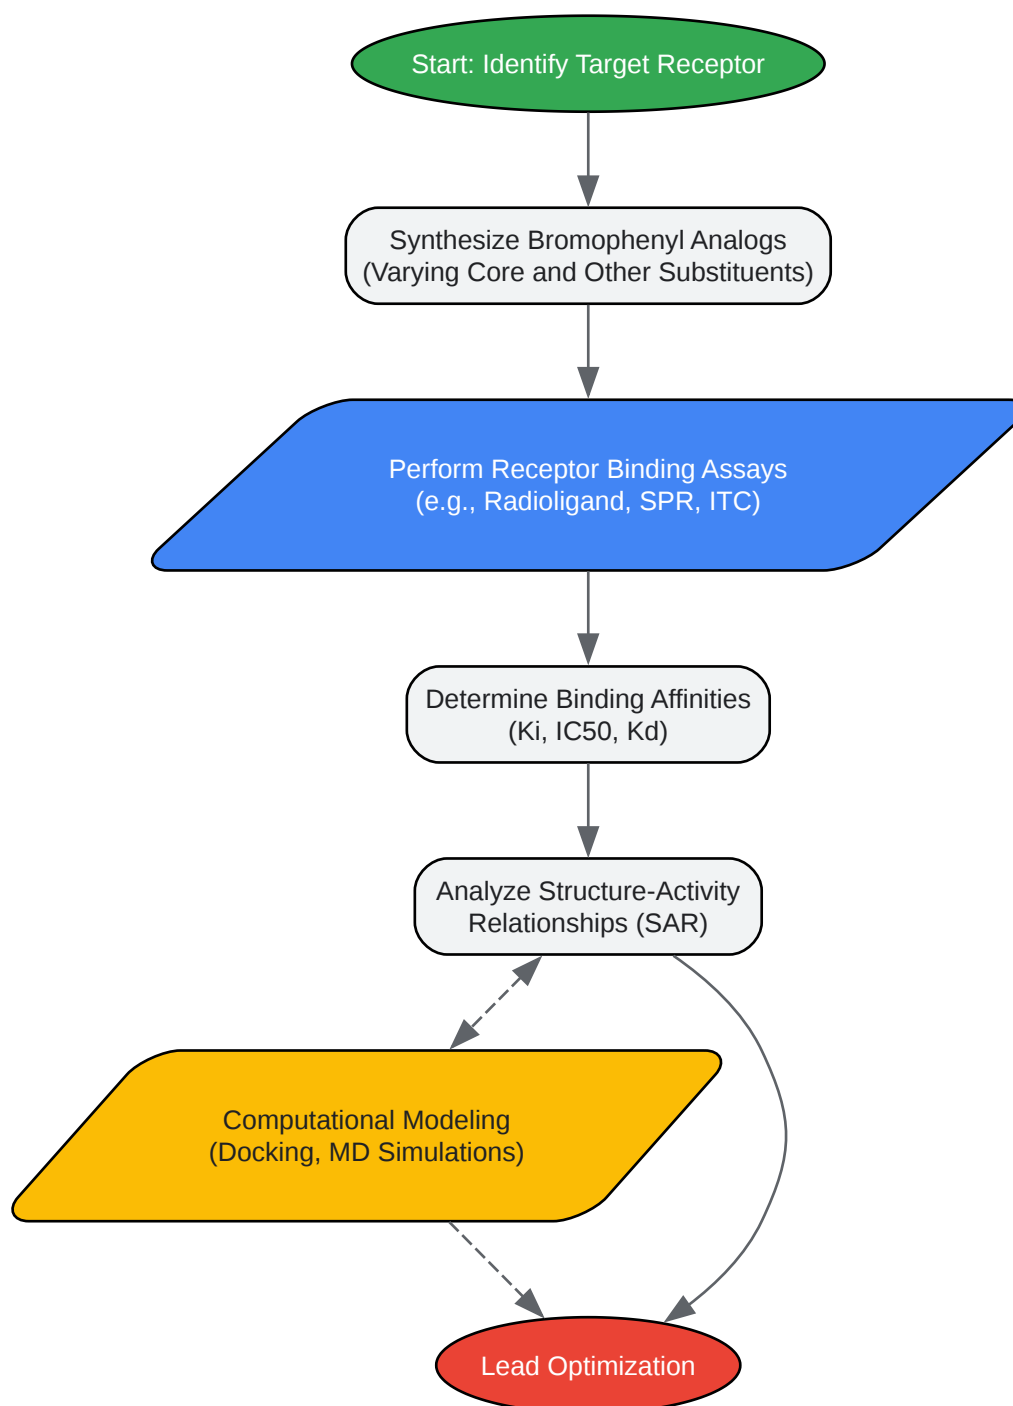 Start: Identify Target Receptor
Synthesize Bromophenyl Analogs
(Varying Core and Other Substituents)
Perform Receptor Binding Assays
(e.g., Radioligand, SPR, ITC)
Determine Binding Affinities
(Ki, IC50, Kd)
Analyze Structure-Activity
Relationships (SAR)
Computational Modeling
(Docking, MD Simulations)
Lead Optimization